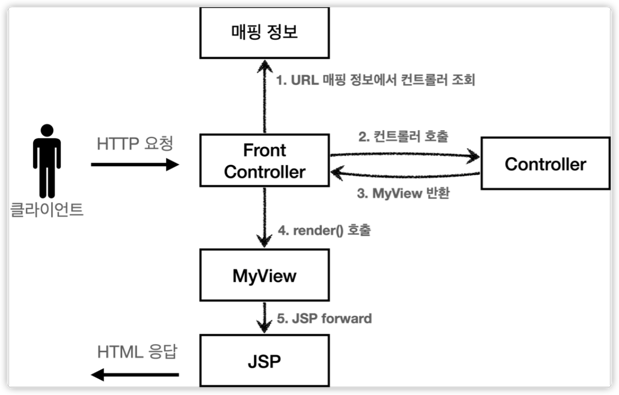 매핑 정보
1. URL 매핑 정보에서 컨트롤러 조회
HTTP 요청
Front
Controller
2. 컨트롤러 호출
Controller
3. MyView 반환
클라이언트
4. render() 호출
MyView
5. JSP forward
HTML 응답
JSP